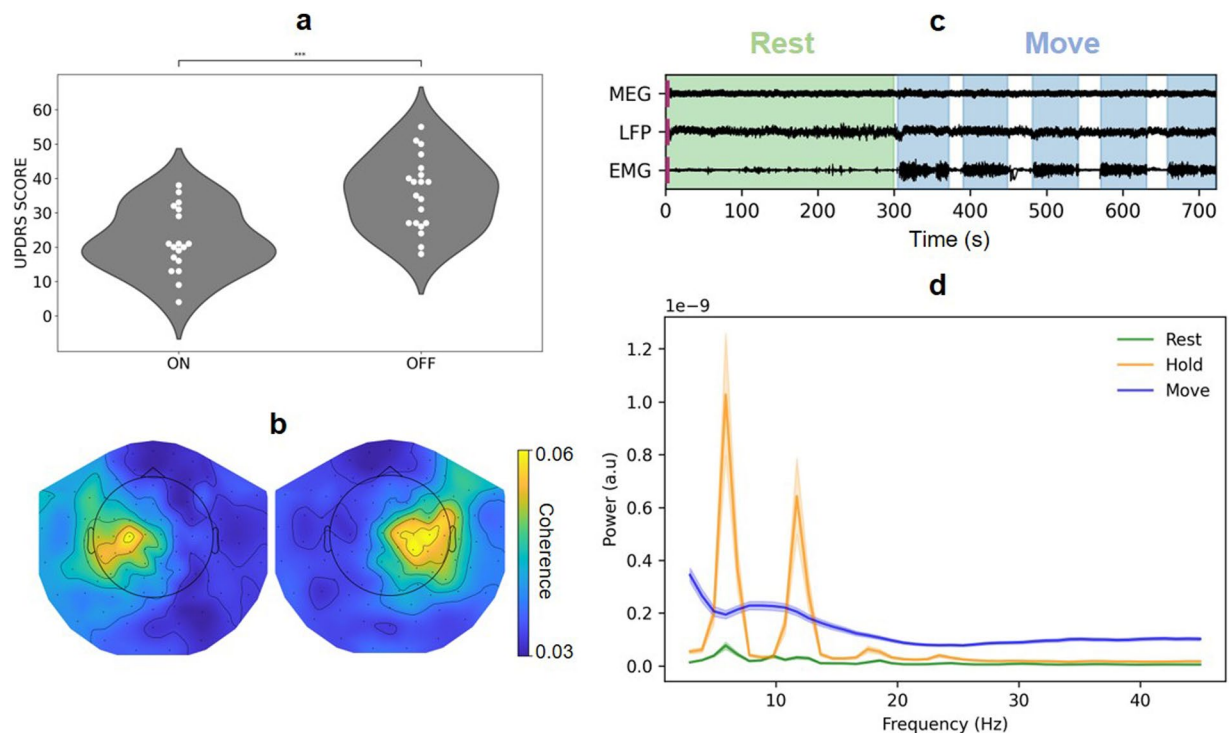 a
***
UPDRS SCORE
60
50
40
30
20
10
0
ON OFF
b
0.06
Coherence
0.03
c
Rest Move
MEG
LFP
EMG
0 100 200 300 400 500 600 700
Time (s)
d
1e−9
Rest
Hold
Move
Power (a.u)
1.2
1.0
0.8
0.6
0.4
0.2
0.0
10 20 30 40
Frequency (Hz)